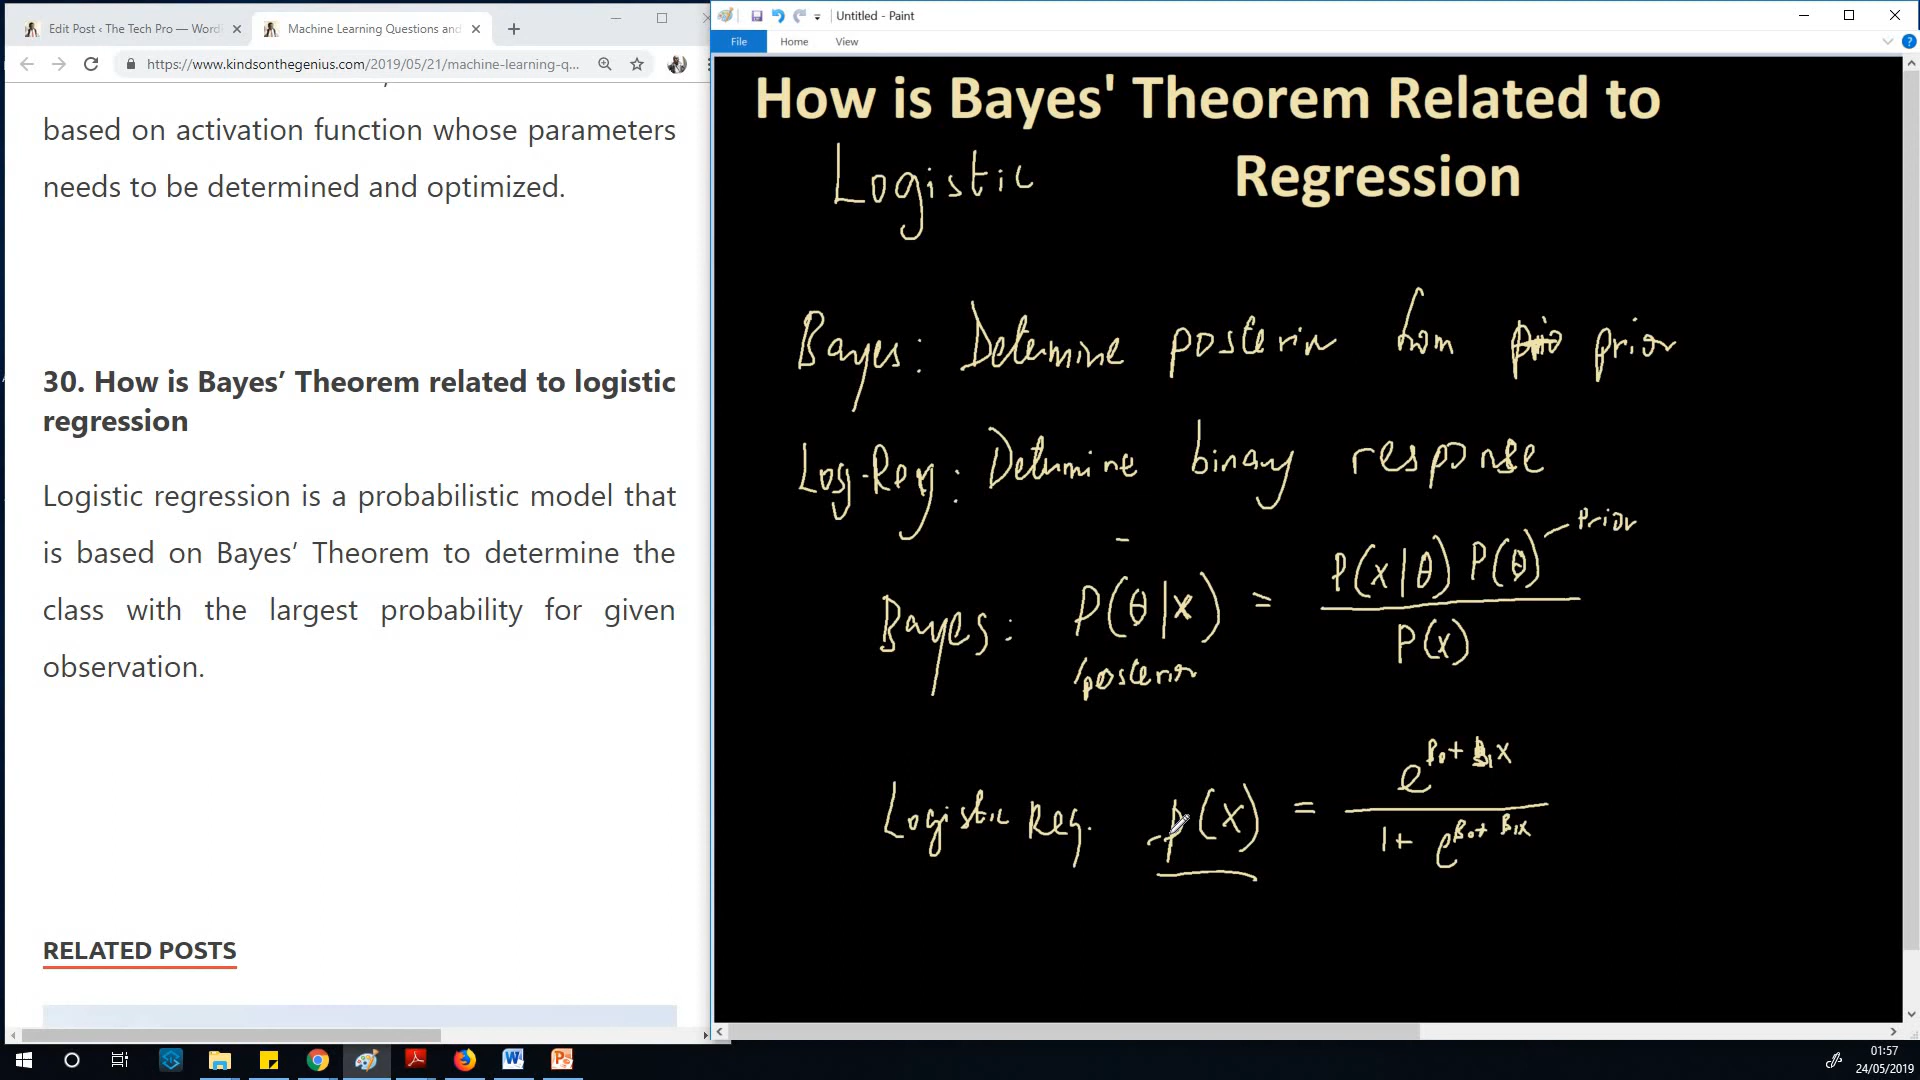 Edit Post ‹ The Tech Pro — Word
Machine Learning Questions and
https://www.kindsonthegenius.com/2019/05/21/machine-learning-q...
based on activation function whose parameters
needs to be determined and optimized.
30. How is Bayes’ Theorem related to logistic
regression
Logistic regression is a probabilistic model that
is based on Bayes’ Theorem to determine the
class with the largest probability for given
observation.
RELATED POSTS
Untitled - Paint
File Home View
How is Bayes' Theorem Related to
Logistic Regression
Bayes: Determine posterior from prior
Log-Reg: Determine binary response
Prior
Bayes: P(θ|x) = P(x|θ) P(θ)
P(x)
posterior
Logistic Reg. p(x) = e^β0+ β1x
1+ e^β0+ β1x
01:57
24/05/2019